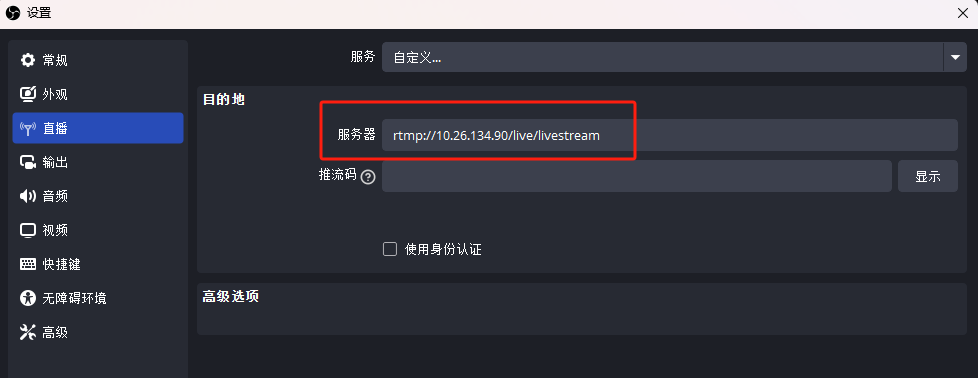 设置
常规
外观
直播
输出
音频
视频
快捷键
无障碍环境
高级
服务 自定义...
目的地
服务器 rtmp://10.26.134.90/live/livestream
推流码 ? 显示
使用身份认证
高级选项